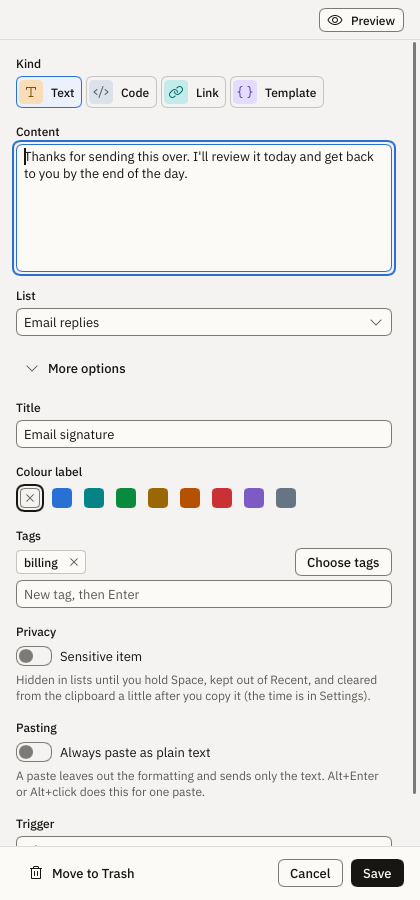 Preview
Kind
T Text </> Code Link { } Template
Content
Thanks for sending this over. I'll review it today and get back
to you by the end of the day.
List
Email replies
More options
Title
Email signature
Colour label
Tags
billing
Choose tags
New tag, then Enter
Privacy
Sensitive item
Hidden in lists until you hold Space, kept out of Recent, and cleared
from the clipboard a little after you copy it (the time is in Settings).
Pasting
Always paste as plain text
A paste leaves out the formatting and sends only the text. Alt+Enter
or Alt+click does this for one paste.
Trigger
Move to Trash Cancel Save